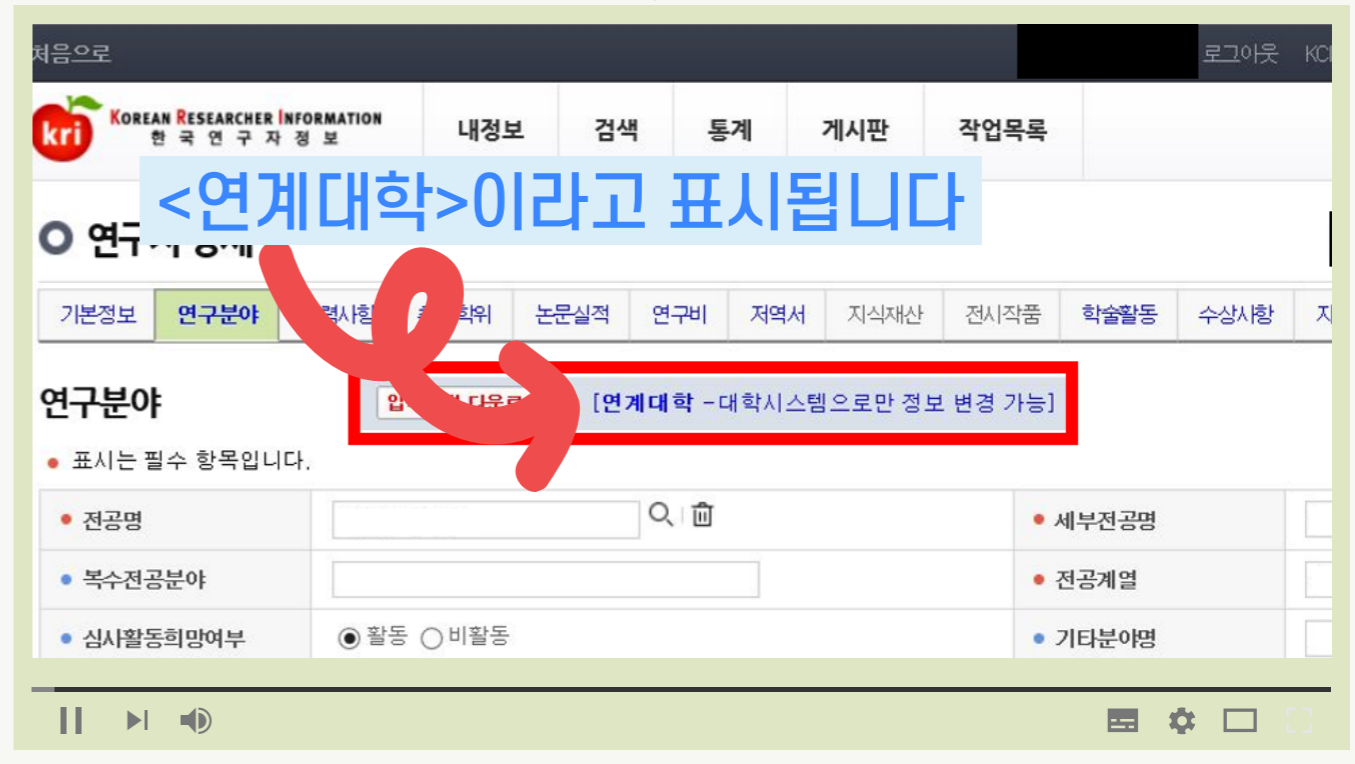 처음으로
로그아웃
kri
KOREAN RESEARCHER INFORMATION
한 국 연 구 자 정 보
내정보
검색
통계
게시판
작업목록
<연계대학>이라고 표시됩니다
기본정보
연구분야
논문실적
연구비
저역서
지식재산
전시작품
학술활동
수상사항
연구분야
[연계대학 -대학시스템으로만 정보 변경 가능]
● 표시는 필수 항목입니다.
● 전공명
● 세부전공명
● 복수전공분야
● 전공계열
● 심사활동희망여부
활동
비활동
● 기타분야명